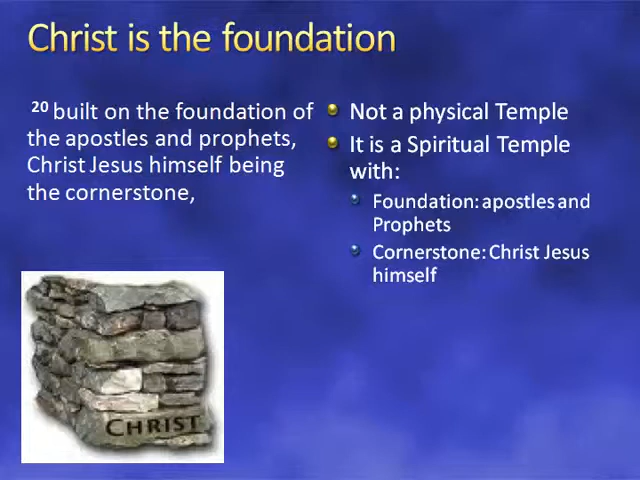 Christ is the foundation
20 built on the foundation of
the apostles and prophets,
Christ Jesus himself being
the cornerstone,
Not a physical Temple
It is a Spiritual Temple
with:
Foundation: apostles and
Prophets
Cornerstone: Christ Jesus
himself
CHRIST